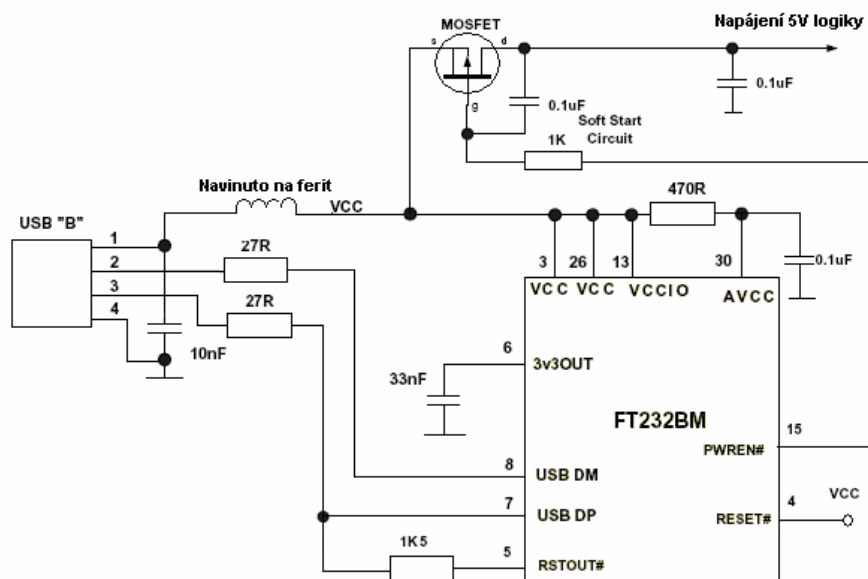 MOSFET
Napájení 5V logiky
s
d
g
0.1uF
0.1uF
Soft Start
Circuit
1K
Navinuto na ferit
VCC
470R
USB "B"
1
2
3
4
27R
27R
10nF
3
26
13
30
0.1uF
VCC
VCC
VCCIO
AVCC
6
3v3OUT
33nF
FT232BM
15
PWREN#
8
USB DM
4
VCC
7
USB DP
RESET#
1K5
5
RSTOUT#